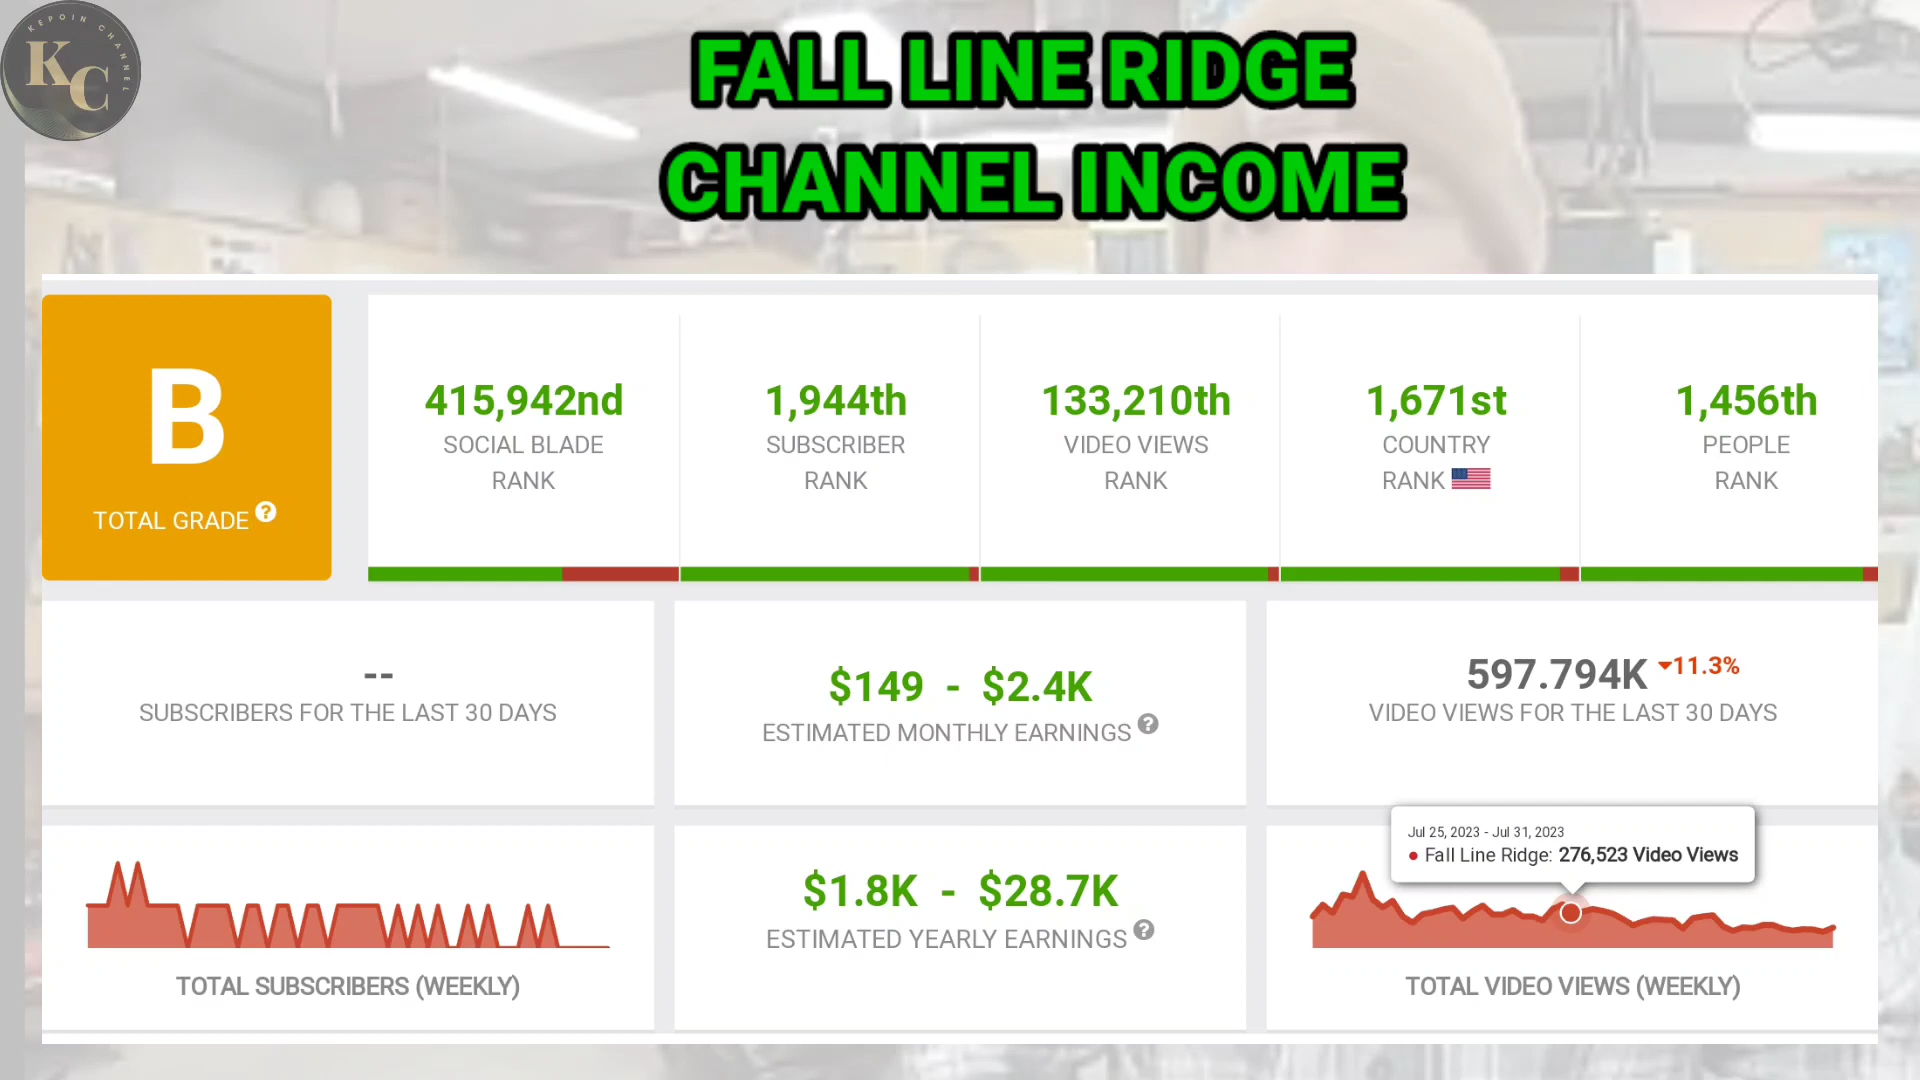 KEPOIN CHANNEL
KC
FALL LINE RIDGE
CHANNEL INCOME
B
TOTAL GRADE ?
415,942nd
SOCIAL BLADE
RANK
1,944th
SUBSCRIBER
RANK
133,210th
VIDEO VIEWS
RANK
1,671st
COUNTRY
RANK
1,456th
PEOPLE
RANK
--
SUBSCRIBERS FOR THE LAST 30 DAYS
$149 - $2.4K
ESTIMATED MONTHLY EARNINGS ?
597.794K 11.3%
VIDEO VIEWS FOR THE LAST 30 DAYS
TOTAL SUBSCRIBERS (WEEKLY)
$1.8K - $28.7K
ESTIMATED YEARLY EARNINGS ?
Jul 25, 2023 - Jul 31, 2023
Fall Line Ridge: 276,523 Video Views
TOTAL VIDEO VIEWS (WEEKLY)